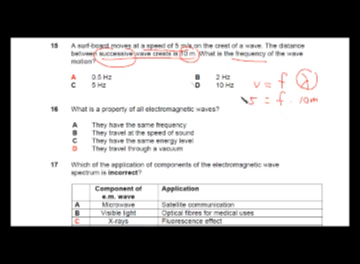 15 A surf-board moves at a speed of 5 m/s on the crest of a wave. The distance
between successive wave crests is 10 m. What is the frequency of the wave
motion?
A 0.5 Hz B 2 Hz
C 5 Hz D 10 Hz
v = f λ
5 = f · 10m
16 What is a property of all electromagnetic waves?
A They have the same frequency
B They travel at the speed of sound
C They have the same energy level
D They travel through a vacuum
17 Which of the application of components of the electromagnetic wave
spectrum is incorrect?
Component of e.m. wave Application
A Microwave Satellite communication
B Visible light Optical fibres for medical uses
C X-rays Fluorescence effect